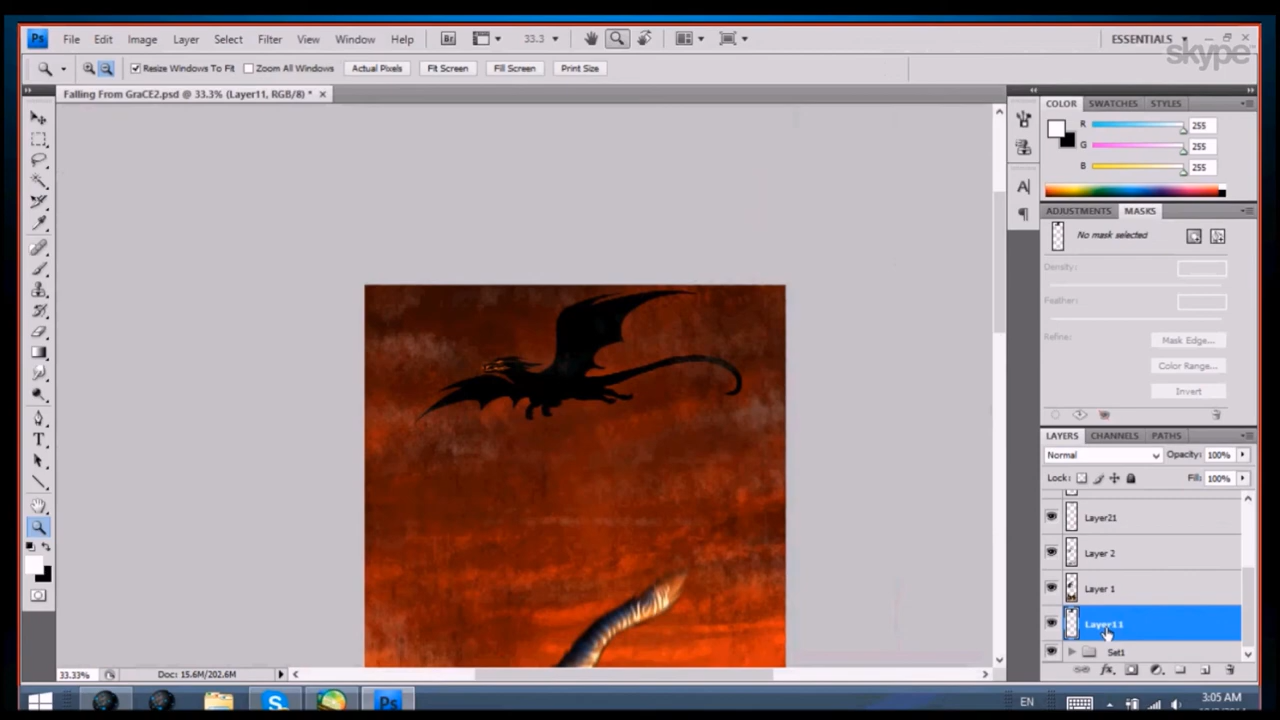 Ps File Edit Image Layer Select Filter View Window Help Br 33.3 ESSENTIALS
skype
Resize Windows To Fit Zoom All Windows Actual Pixels Fit Screen Fill Screen Print Size
Falling From GraCE2.psd @ 33.3% (Layer11, RGB/8) *
COLOR SWATCHES STYLES
R 255
G 255
B 255
ADJUSTMENTS MASKS
No mask selected
Density:
Feather:
Refine: Mask Edge...
Color Range...
Invert
LAYERS CHANNELS PATHS
Normal Opacity: 100%
Lock: Fill: 100%
Layer21
Layer 2
Layer 1
Layer11
Set1
33.33% Doc: 15.6M/202.6M
EN 3:05 AM